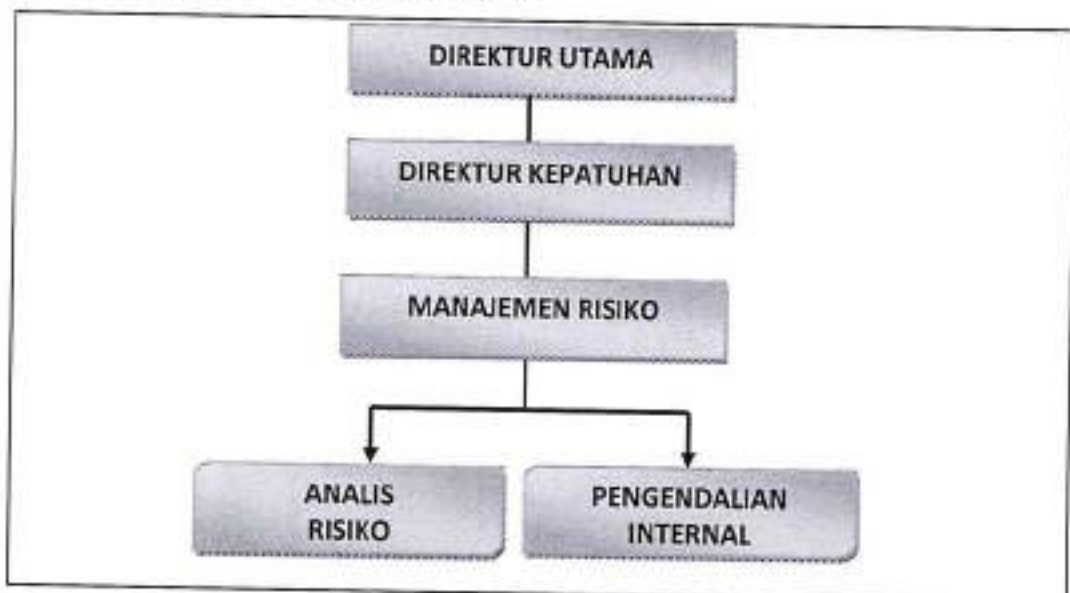 DIREKTUR UTAMA
DIREKTUR KEPATUHAN
MANAJEMEN RISIKO
ANALIS
RISIKO
PENGENDALIAN
INTERNAL